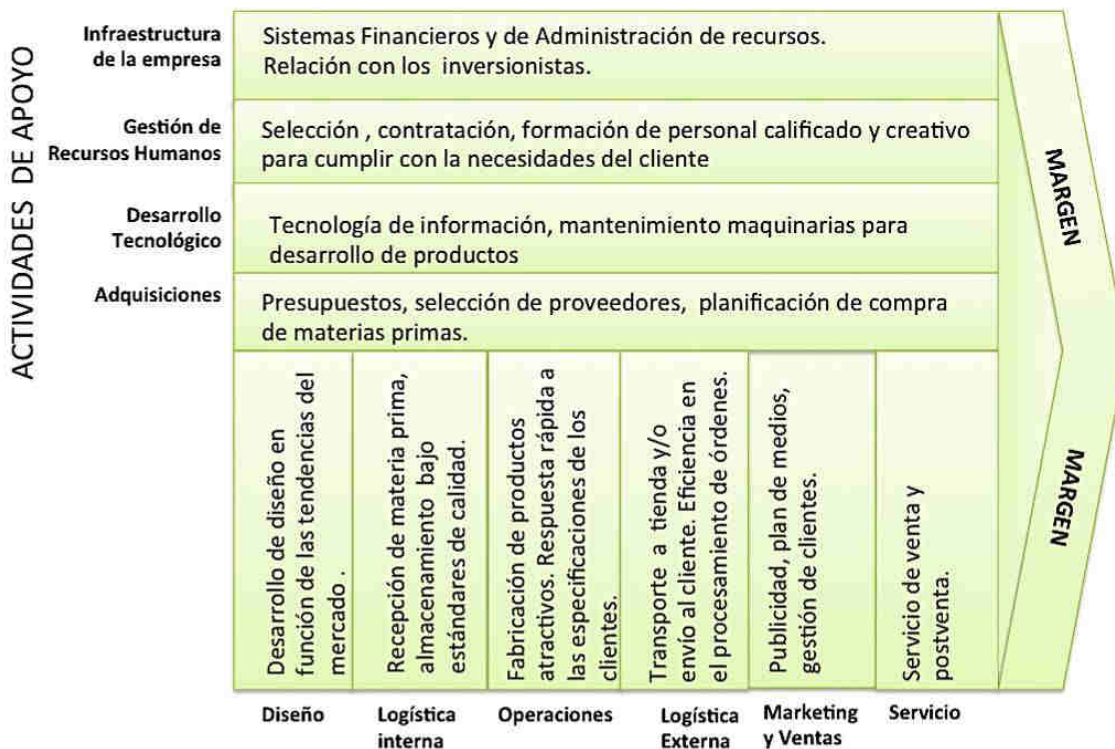 ACTIVIDADES DE APOYO
Infraestructura
de la empresa
Sistemas Financieros y de Administración de recursos.
Relación con los inversionistas.
Gestión de
Recursos Humanos
Selección , contratación, formación de personal calificado y creativo
para cumplir con la necesidades del cliente
Desarrollo
Tecnológico
Tecnología de información, mantenimiento maquinarias para
desarrollo de productos
Adquisiciones
Presupuestos, selección de proveedores, planificación de compra
de materias primas.
MARGEN
MARGEN
Desarrollo de diseño en
función de las tendencias del
mercado .
Recepción de materia prima,
almacenamiento bajo
estándares de calidad.
Fabricación de productos
atractivos. Respuesta rápida a
las especificaciones de los
clientes.
Transporte a tienda y/o
envío al cliente. Eficiencia en
el procesamiento de órdenes.
Publicidad, plan de medios,
gestión de clientes.
Servicio de venta y
postventa.
Diseño
Logística
interna
Operaciones
Logística
Externa
Marketing
y Ventas
Servicio